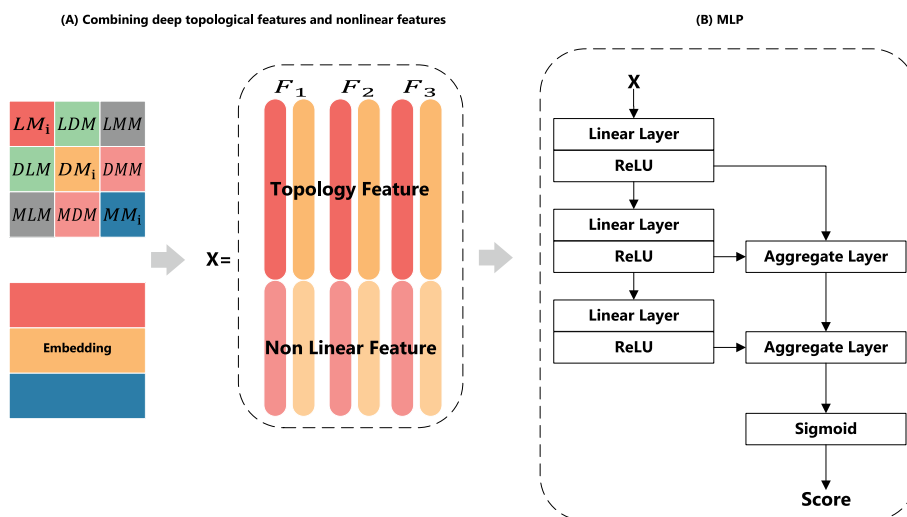 (A) Combining deep topological features and nonlinear features
LMᵢ LDM LMM
DLM DMᵢ DMM
MLM MDM MMᵢ
Embedding
X=
F₁ F₂ F₃
Topology Feature
Non Linear Feature
(B) MLP
X
Linear Layer
ReLU
Linear Layer
ReLU
Aggregate Layer
Linear Layer
ReLU
Aggregate Layer
Sigmoid
Score